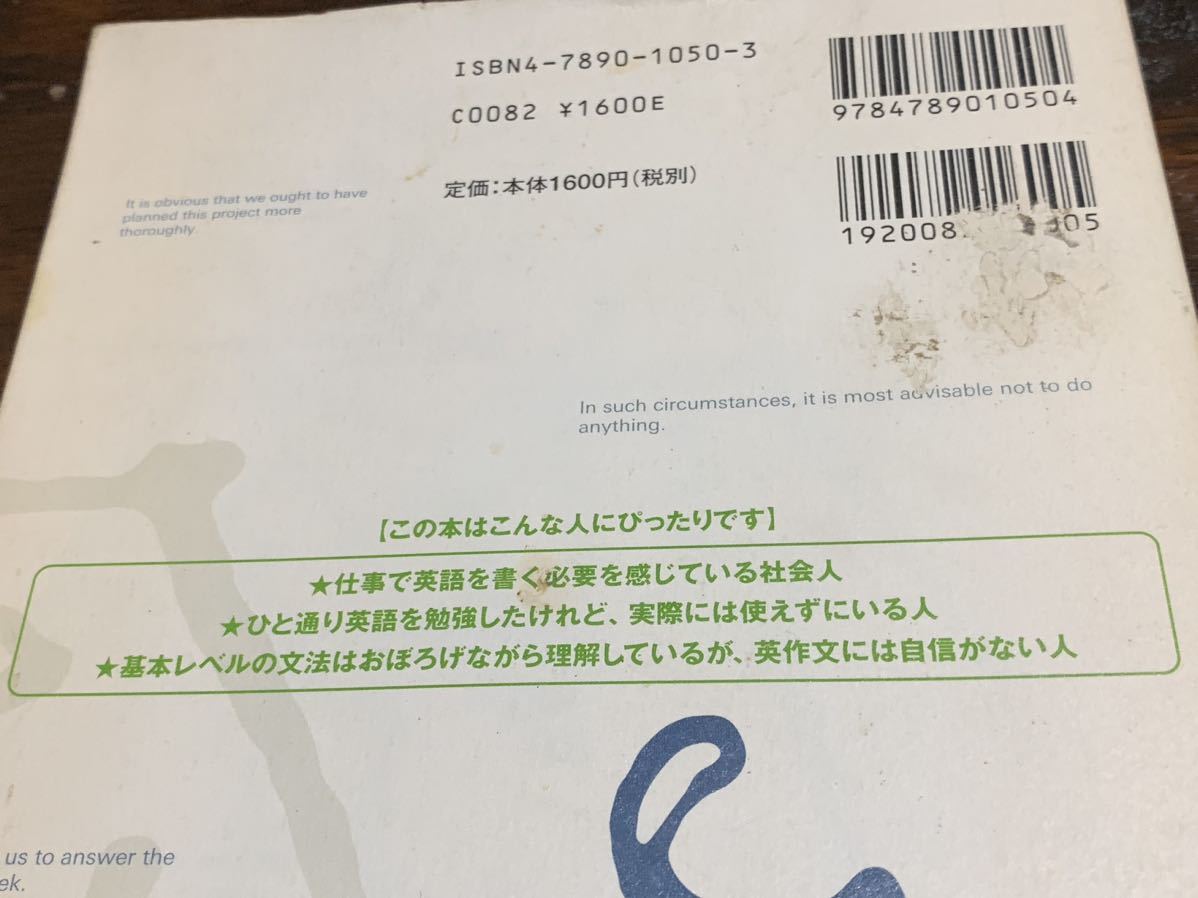 ISBN4-7890-1050-3
C0082 ¥1600E
定価:本体1600円(税別)
9784789010504
192008 05
It is obvious that we ought to have
planned this project more
thoroughly.
In such circumstances, it is most advisable not to do
anything.
【この本はこんな人にぴったりです】
★仕事で英語を書く必要を感じている社会人
★ひと通り英語を勉強したけれど、実際には使えずにいる人
★基本レベルの文法はおぼろげながら理解しているが、英作文には自信がない人
us to answer the
ek.